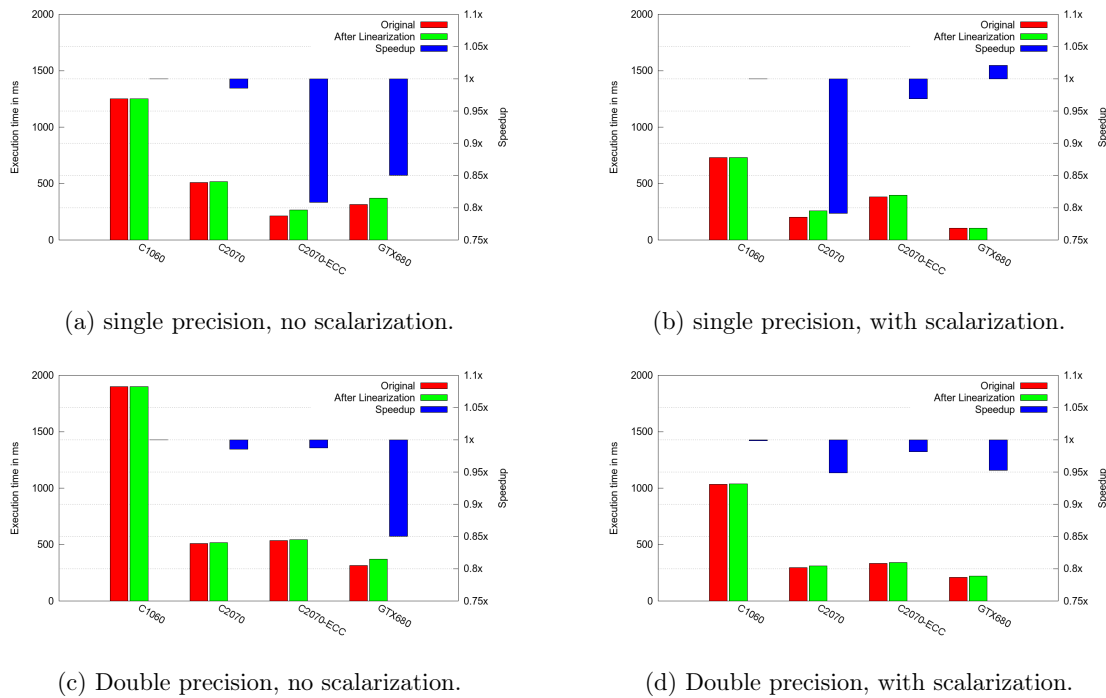 2000
1500
1000
500
0
Execution time in ms
Original
After Linearization
Speedup
1.1x
1.05x
1x
0.95x
0.9x
0.85x
0.8x
0.75x
Speedup
C1060
C2070
C2070-ECC
GTX680
(a) single precision, no scalarization.
2000
1500
1000
500
0
Execution time in ms
Original
After Linearization
Speedup
1.1x
1.05x
1x
0.95x
0.9x
0.85x
0.8x
0.75x
Speedup
C1060
C2070
C2070-ECC
GTX680
(b) single precision, with scalarization.
2000
1500
1000
500
0
Execution time in ms
Original
After Linearization
Speedup
1.1x
1.05x
1x
0.95x
0.9x
0.85x
0.8x
0.75x
Speedup
C1060
C2070
C2070-ECC
GTX680
(c) Double precision, no scalarization.
2000
1500
1000
500
0
Execution time in ms
Original
After Linearization
Speedup
1.1x
1.05x
1x
0.95x
0.9x
0.85x
0.8x
0.75x
Speedup
C1060
C2070
C2070-ECC
GTX680
(d) Double precision, with scalarization.